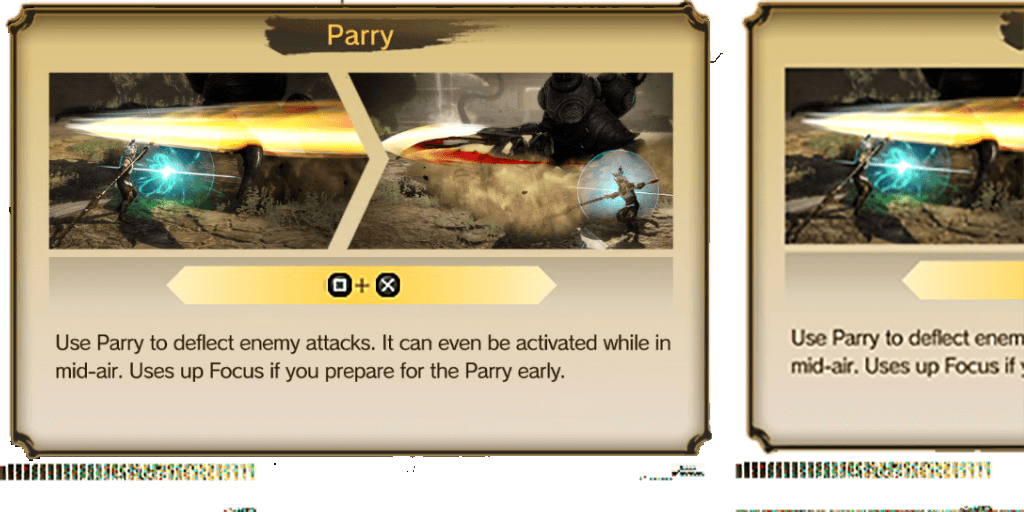 Parry
□ + ✕
Use Parry to deflect enemy attacks. It can even be activated while in
mid-air. Uses up Focus if you prepare for the Parry early.
Use Parry to deflect enem
mid-air. Uses up Focus if y